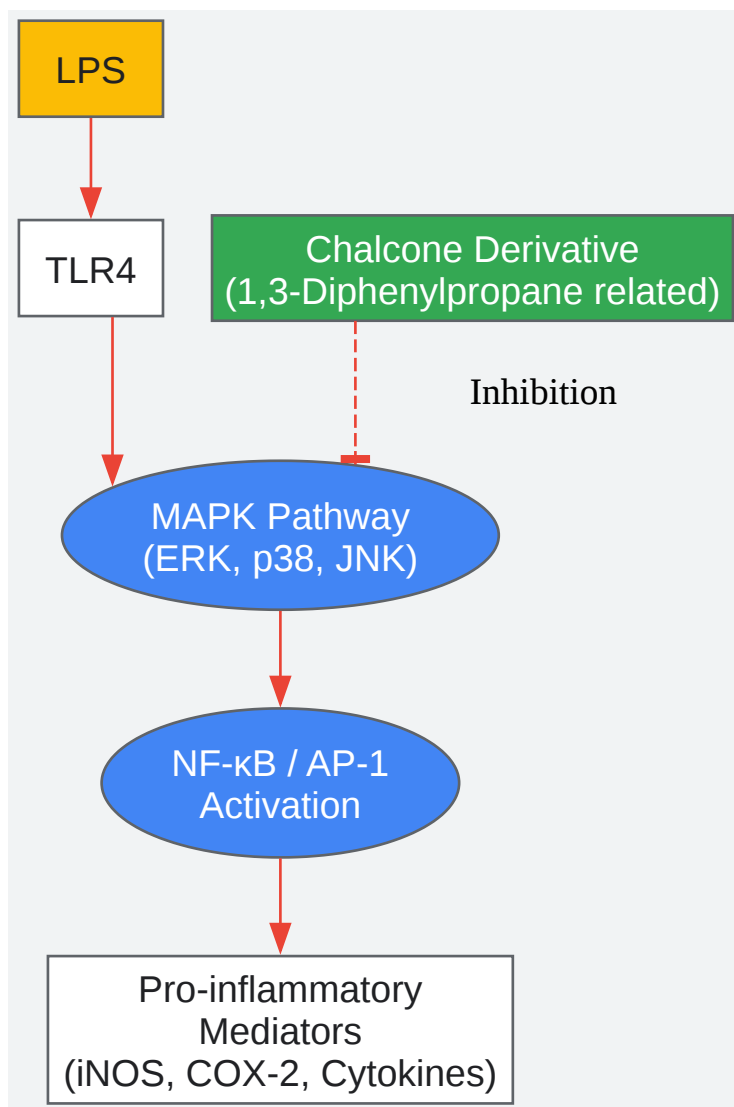 LPS
TLR4
Chalcone Derivative
(1,3-Diphenylpropane related)
Inhibition
MAPK Pathway
(ERK, p38, JNK)
NF-κB / AP-1
Activation
Pro-inflammatory
Mediators
(iNOS, COX-2, Cytokines)